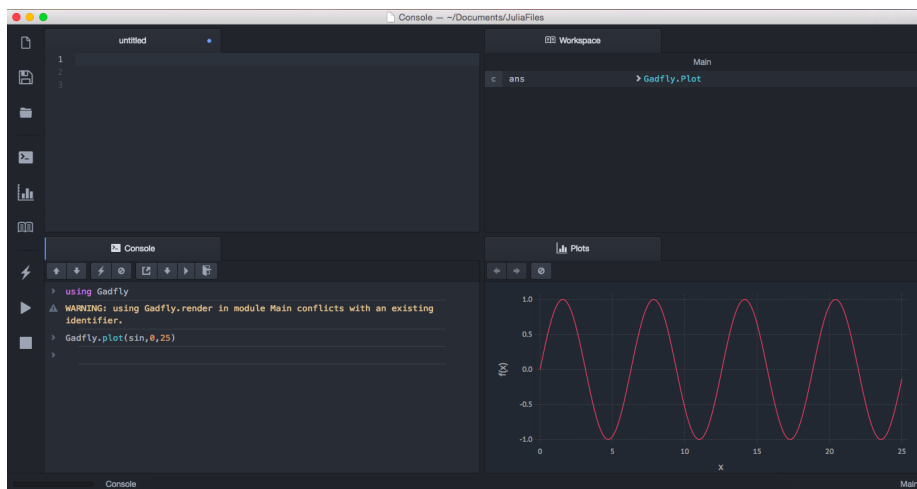 Console — ~/Documents/JuliaFiles
untitled
1
2
3
Workspace
Main
c ans Gadfly.Plot
Console
> using Gadfly
WARNING: using Gadfly.render in module Main conflicts with an existing
identifier.
> Gadfly.plot(sin,0,25)
>
Plots
1.0
0.5
0.0
-0.5
-1.0
f(x)
0 5 10 15 20 25
x
Console
Main